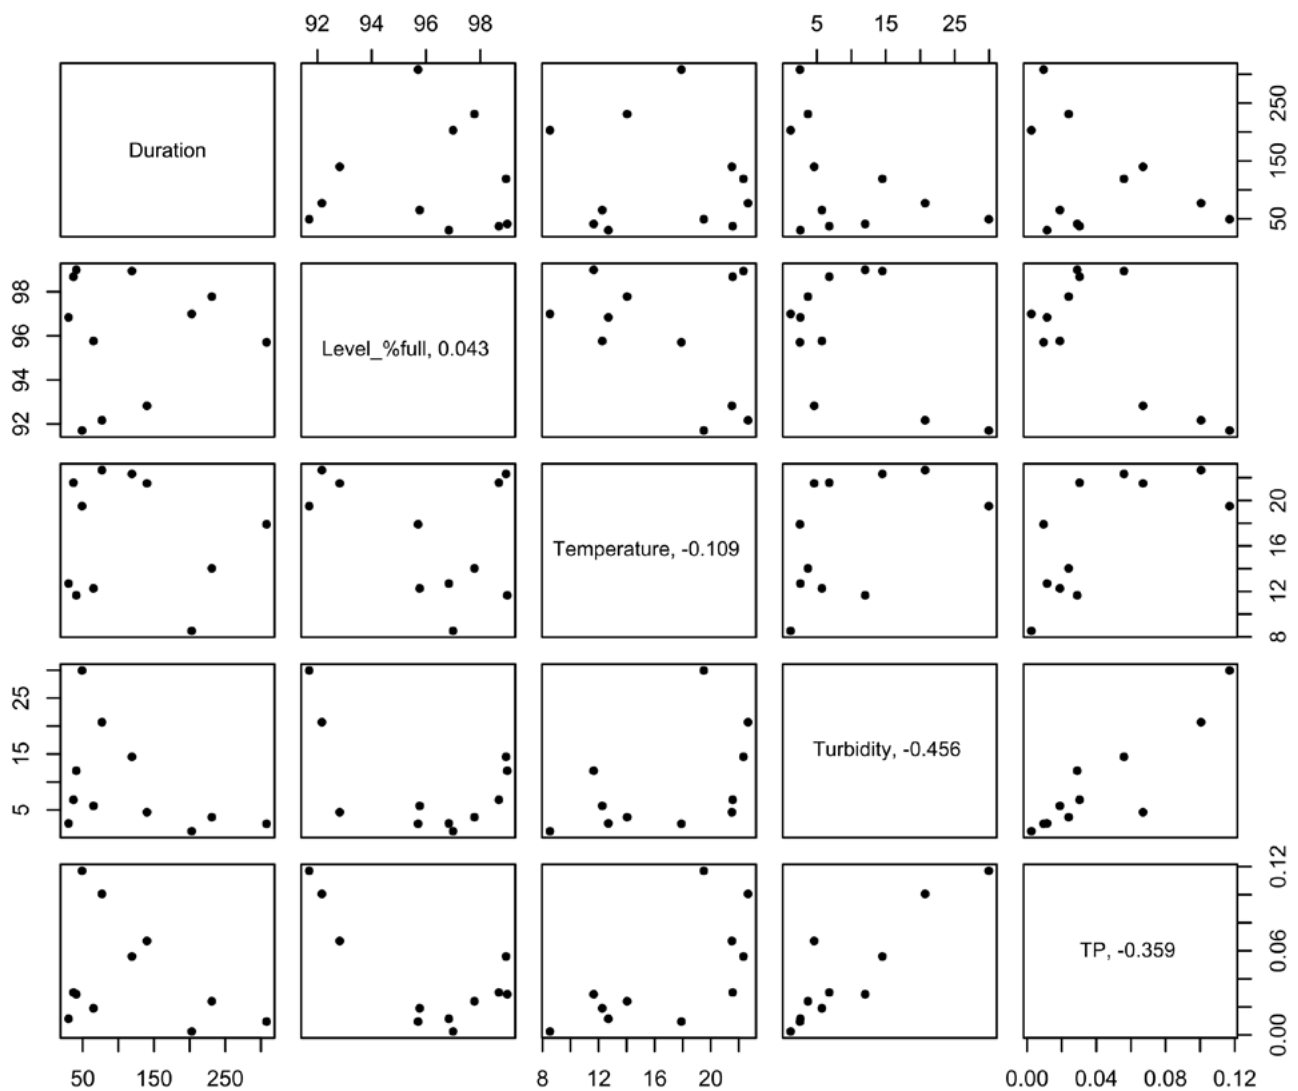 92 94 96 98 5 15 25
Duration
50 150 250
92 94 96 98
Level_%full, 0.043
Temperature, -0.109
8 12 16 20
5 15 25
Turbidity, -0.456
TP, -0.359
0.00 0.06 0.12
50 150 250 8 12 16 20 0.00 0.04 0.08 0.12